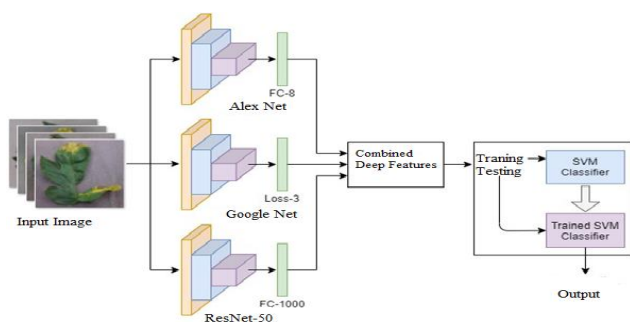 FC-8
Alex Net
Input Image
Loss-3
Google Net
FC-1000
ResNet-50
Combined
Deep Features
Traning
Testing
SVM
Classifier
Trained SVM
Classifier
Output